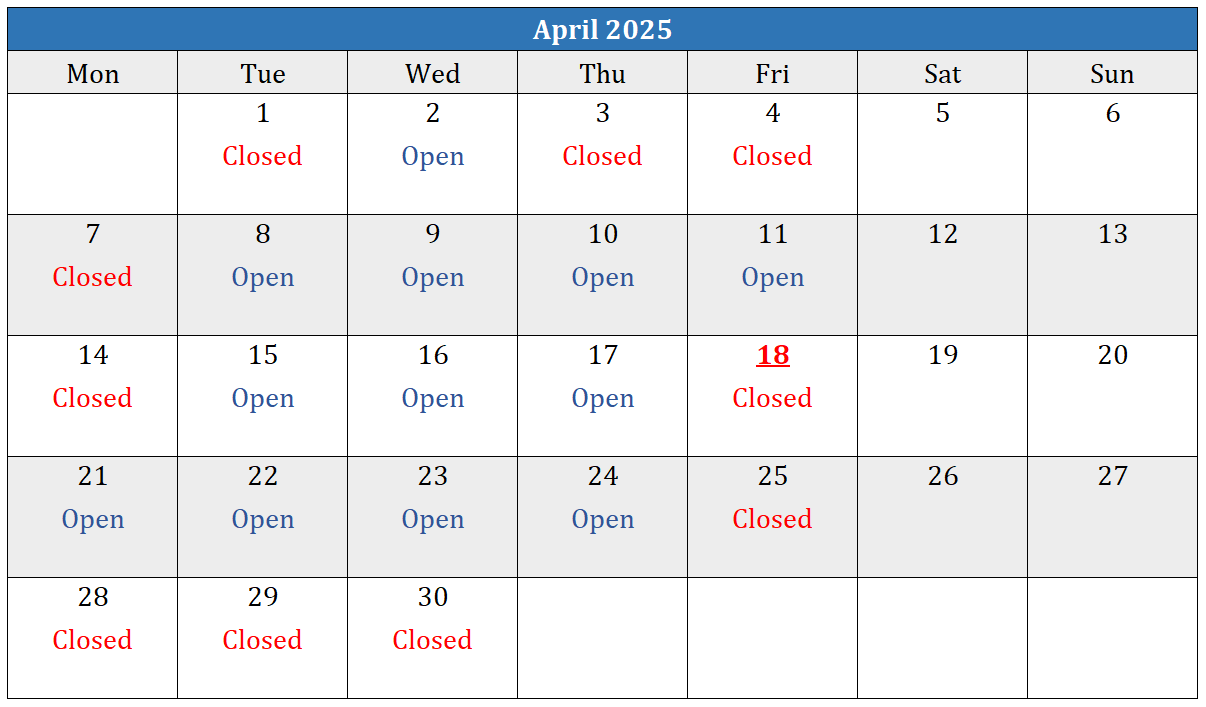 April 2025
Mon Tue Wed Thu Fri Sat Sun
1 2 3 4 5 6
Closed Open Closed Closed
7 8 9 10 11 12 13
Closed Open Open Open Open
14 15 16 17 18 19 20
Closed Open Open Open Closed
21 22 23 24 25 26 27
Open Open Open Open Closed
28 29 30
Closed Closed Closed